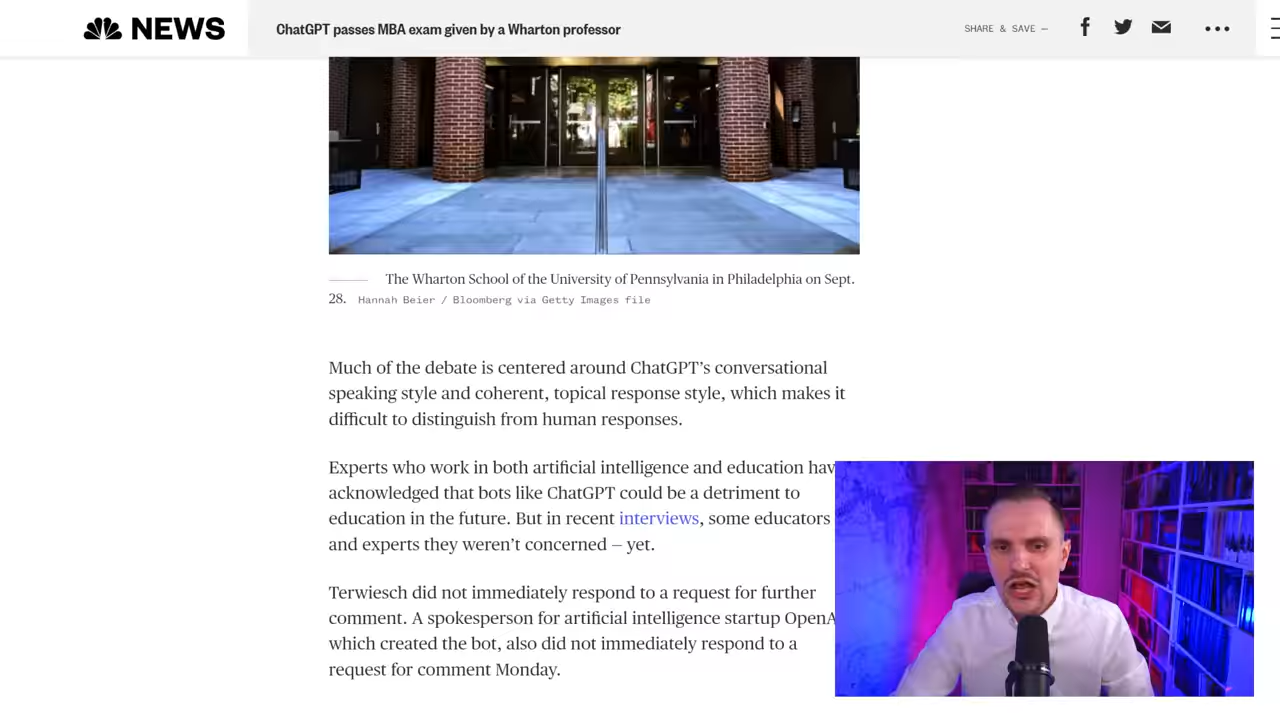 NEWS
ChatGPT passes MBA exam given by a Wharton professor
SHARE & SAVE —
The Wharton School of the University of Pennsylvania in Philadelphia on Sept.
28. Hannah Beier / Bloomberg via Getty Images file
Much of the debate is centered around ChatGPT’s conversational
speaking style and coherent, topical response style, which makes it
difficult to distinguish from human responses.
Experts who work in both artificial intelligence and education hav
acknowledged that bots like ChatGPT could be a detriment to
education in the future. But in recent interviews, some educators
and experts they weren’t concerned — yet.
Terwiesch did not immediately respond to a request for further
comment. A spokesperson for artificial intelligence startup OpenA
which created the bot, also did not immediately respond to a
request for comment Monday.